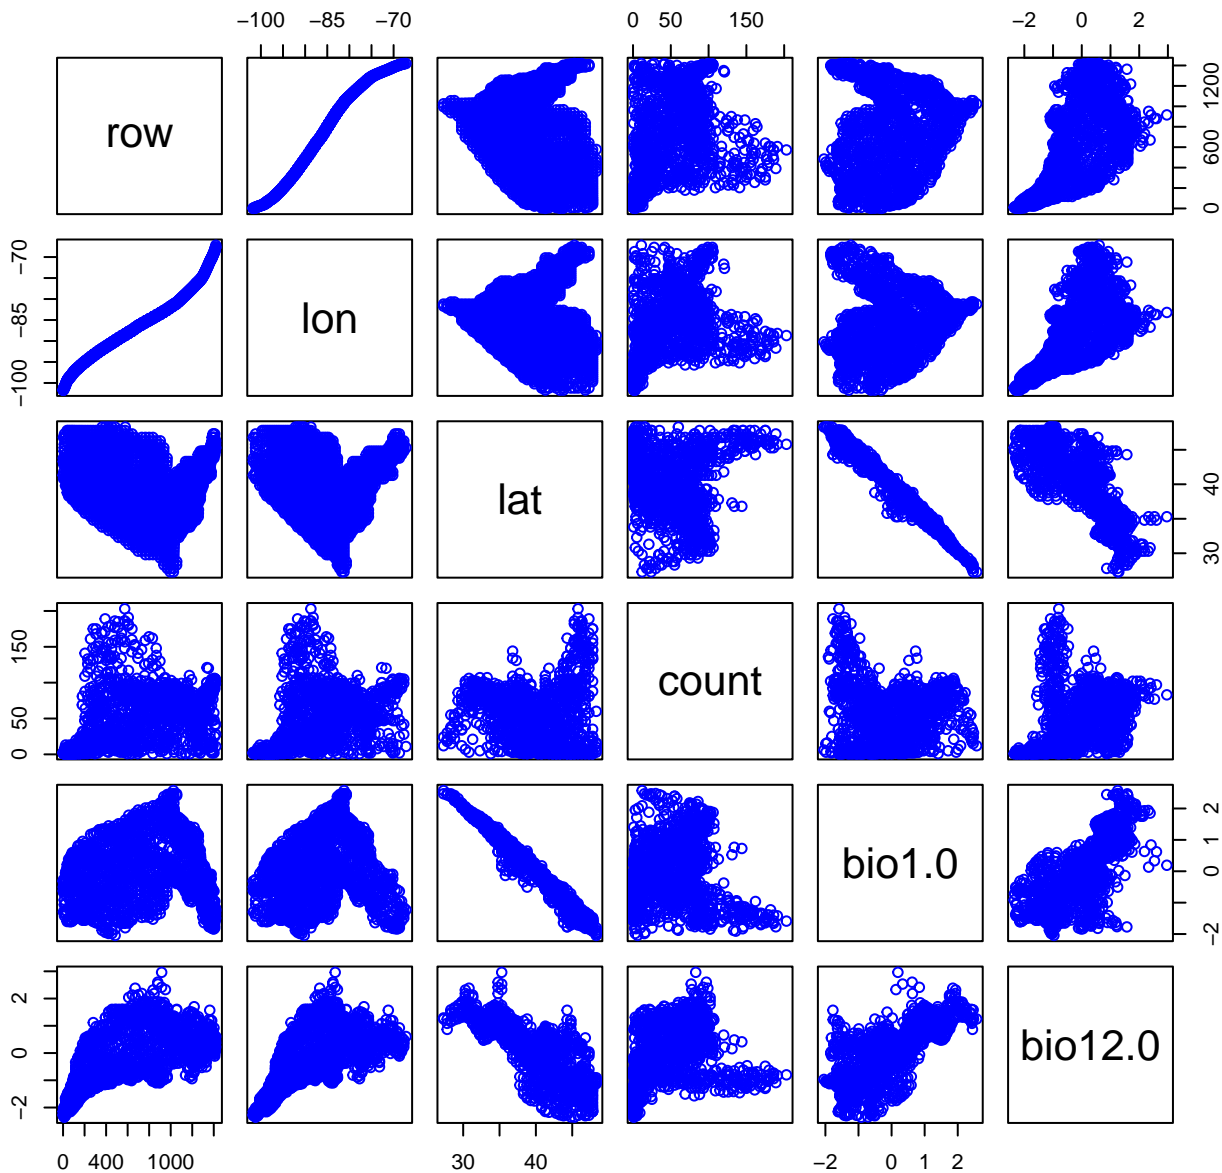 −100 −85 −70 0 50 150 −2 0 2
row 0 600 1200
−100 −85 −70 lon
lat 30 40
0 50 150 count
bio1.0 −2 0 1 2
−2 0 2 bio12.0
0 400 1000 30 40 −2 0 1 2